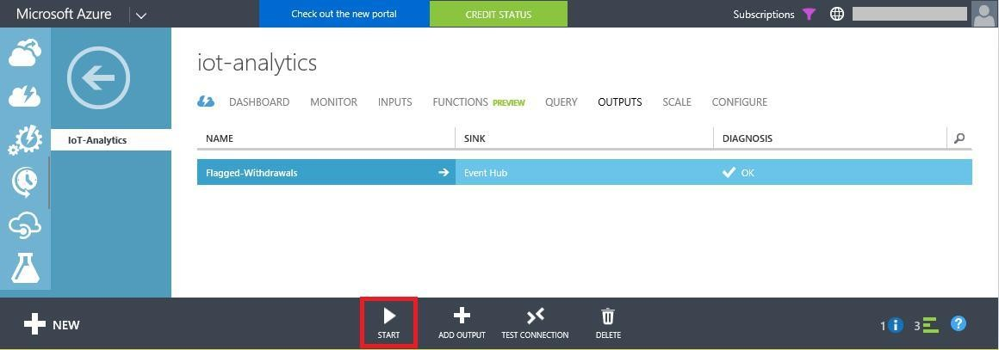 Microsoft Azure
Check out the new portal
CREDIT STATUS
Subscriptions
IoT-Analytics
iot-analytics
DASHBOARD MONITOR INPUTS FUNCTIONS PREVIEW QUERY OUTPUTS SCALE CONFIGURE
NAME SINK DIAGNOSIS
Flagged-Withdrawals Event Hub OK
NEW
START
ADD OUTPUT
TEST CONNECTION
DELETE
1 i 3 ?